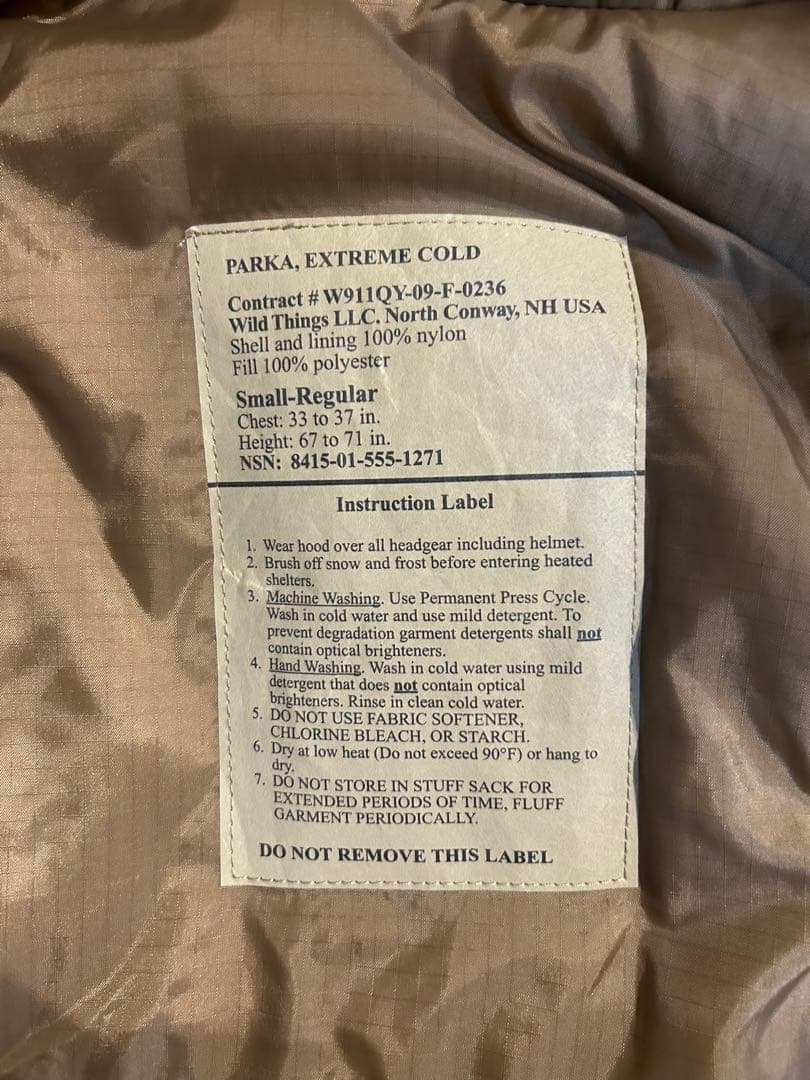 PARKA, EXTREME COLD
Contract # W911QY-09-F-0236
Wild Things LLC. North Conway, NH USA
Shell and lining 100% nylon
Fill 100% polyester
Small-Regular
Chest: 33 to 37 in.
Height: 67 to 71 in.
NSN: 8415-01-555-1271
Instruction Label
1. Wear hood over all headgear including helmet.
2. Brush off snow and frost before entering heated
shelters.
3. Machine Washing. Use Permanent Press Cycle.
Wash in cold water and use mild detergent. To
prevent degradation garment detergents shall not
contain optical brighteners.
4. Hand Washing. Wash in cold water using mild
detergent that does not contain optical
brighteners. Rinse in clean cold water.
5. DO NOT USE FABRIC SOFTENER,
CHLORINE BLEACH, OR STARCH.
6. Dry at low heat (Do not exceed 90°F) or hang to
dry.
7. DO NOT STORE IN STUFF SACK FOR
EXTENDED PERIODS OF TIME, FLUFF
GARMENT PERIODICALLY.
DO NOT REMOVE THIS LABEL